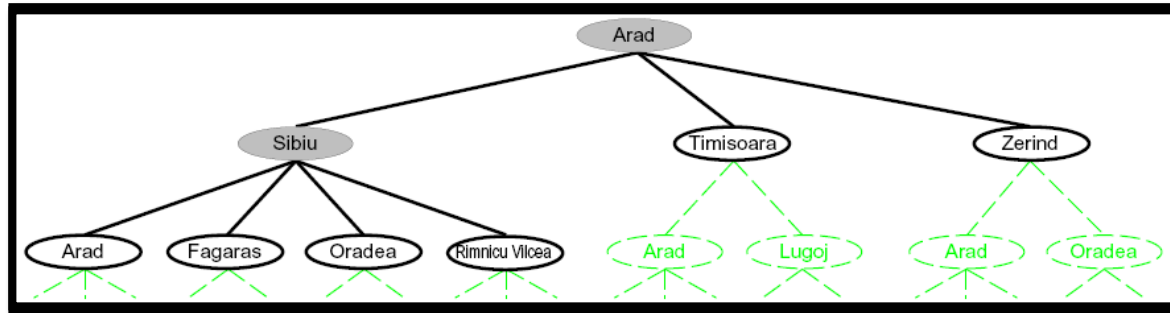 Arad
Sibiu Timisoara Zerind
Arad Fagaras Oradea Rimnicu Vilcea Arad Lugoj Arad Oradea